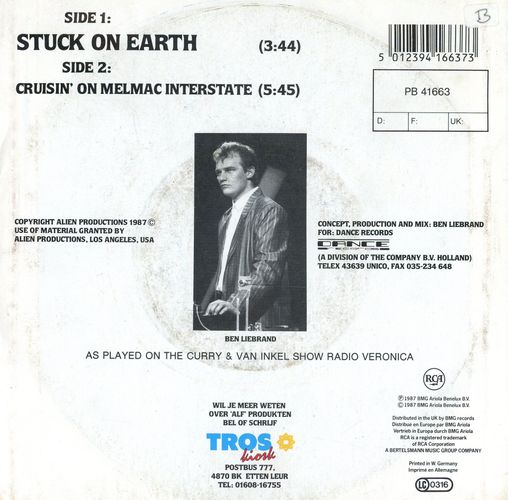 SIDE 1:
STUCK ON EARTH (3:44)
SIDE 2:
CRUISIN' ON MELMAC INTERSTATE (5:45)
B
5 012394 166373
PB 41663
D: F: UK:
COPYRIGHT ALIEN PRODUCTIONS 1987 ©
USE OF MATERIAL GRANTED BY
ALIEN PRODUCTIONS, LOS ANGELES, USA
CONCEPT, PRODUCTION AND MIX: BEN LIEBRAND
FOR: DANCE RECORDS
DANCE
(A DIVISION OF THE COMPANY B.V. HOLLAND)
TELEX 43639 UNICO, FAX 035-234 648
BEN LIEBRAND
AS PLAYED ON THE CURRY & VAN INKEL SHOW RADIO VERONICA
WIL JE MEER WETEN
OVER 'ALF' PRODUKTEN
BEL OF SCHRIJF
TROS
kiosk
POSTBUS 777,
4870 BK ETTEN LEUR
TEL: 01608-16755
RCA
℗ 1987 BMG Ariola Benelux B.V.
© 1987 BMG Ariola Benelux B.V.
Distributed in the UK by BMG records
Distribué en Europe par BMG Ariola
Vertrieb in Europa durch BMG Ariola
RCA is a registered trademark
of RCA Corporation
A BERTELSMANN MUSIC GROUP COMPANY
Printed in W. Germany
Imprimé en Allemagne
LC 0316